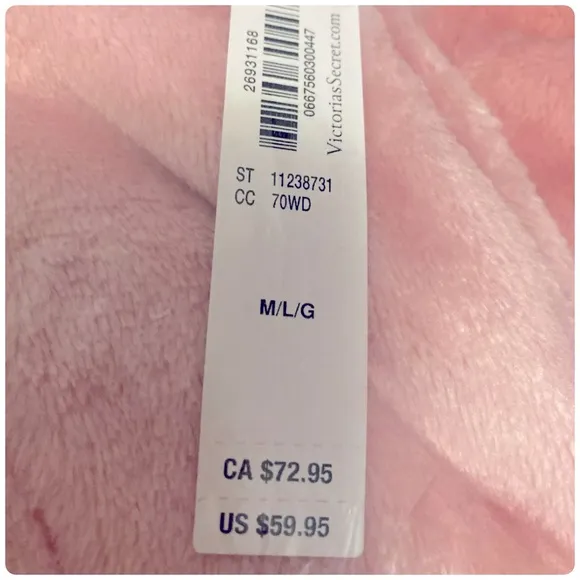 26931168
0667560300447
VictoriasSecret.com
ST 11238731
CC 70WD
M/L/G
CA $72.95
US $59.95